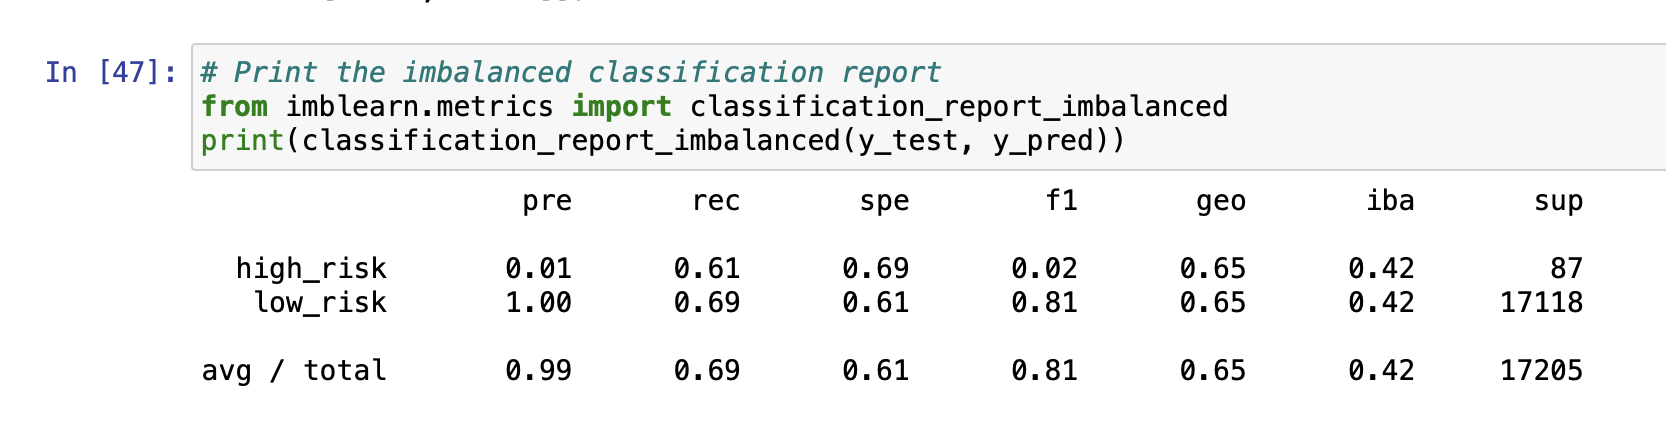 In [47]: # Print the imbalanced classification report
from imblearn.metrics import classification_report_imbalanced
print(classification_report_imbalanced(y_test, y_pred))
pre rec spe f1 geo iba sup
high_risk 0.01 0.61 0.69 0.02 0.65 0.42 87
low_risk 1.00 0.69 0.61 0.81 0.65 0.42 17118
avg / total 0.99 0.69 0.61 0.81 0.65 0.42 17205